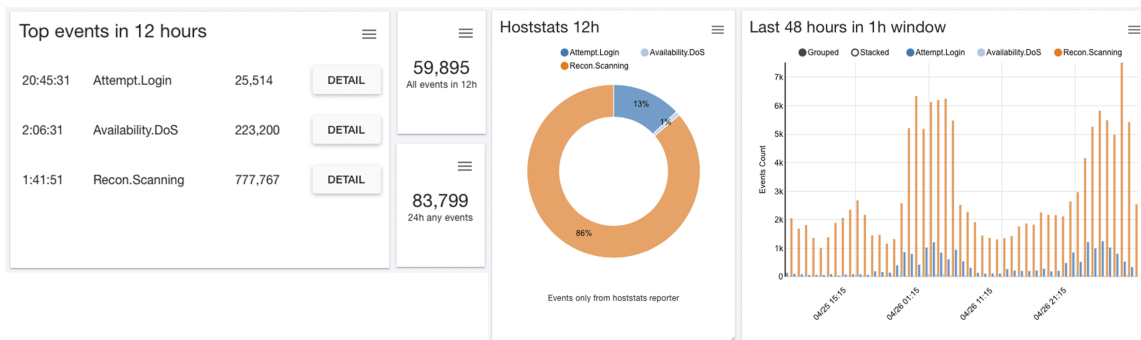 Top events in 12 hours
20:45:31 Attempt.Login 25,514 DETAIL
2:06:31 Availability.DoS 223,200 DETAIL
1:41:51 Recon.Scanning 777,767 DETAIL
59,895
All events in 12h
83,799
24h any events
Hoststats 12h
Attempt.Login Availability.DoS
Recon.Scanning
13%
1%
86%
Events only from hoststats reporter
Last 48 hours in 1h window
Grouped Stacked Attempt.Login Availability.DoS Recon.Scanning
7k
6k
5k
4k
3k
2k
1k
0
Events Count
04/25 15:15
04/26 01:15
04/26 11:15
04/26 21:15